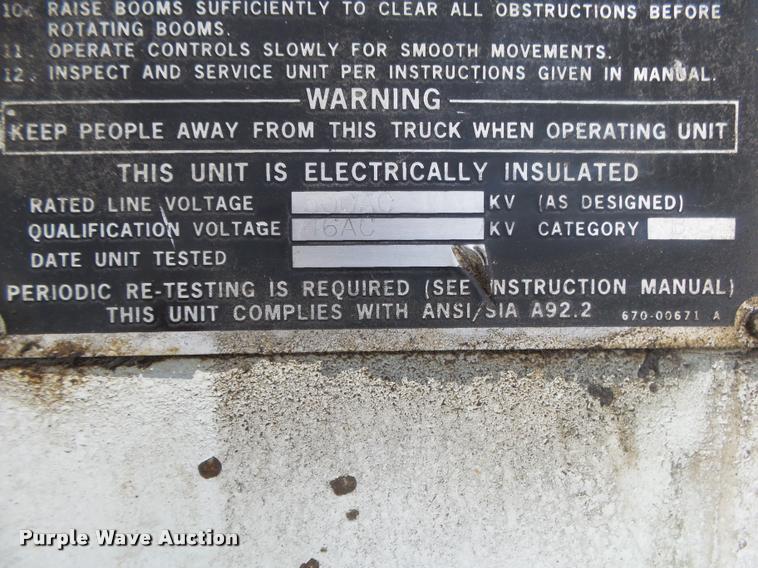 10. RAISE BOOMS SUFFICIENTLY TO CLEAR ALL OBSTRUCTIONS BEFORE
ROTATING BOOMS.
11. OPERATE CONTROLS SLOWLY FOR SMOOTH MOVEMENTS.
12. INSPECT AND SERVICE UNIT PER INSTRUCTIONS GIVEN IN MANUAL.
WARNING
KEEP PEOPLE AWAY FROM THIS TRUCK WHEN OPERATING UNIT
THIS UNIT IS ELECTRICALLY INSULATED
RATED LINE VOLTAGE KV (AS DESIGNED)
QUALIFICATION VOLTAGE KV CATEGORY
DATE UNIT TESTED
PERIODIC RE-TESTING IS REQUIRED (SEE INSTRUCTION MANUAL)
THIS UNIT COMPLIES WITH ANSI/SIA A92.2 670-00671 A
Purple Wave Auction